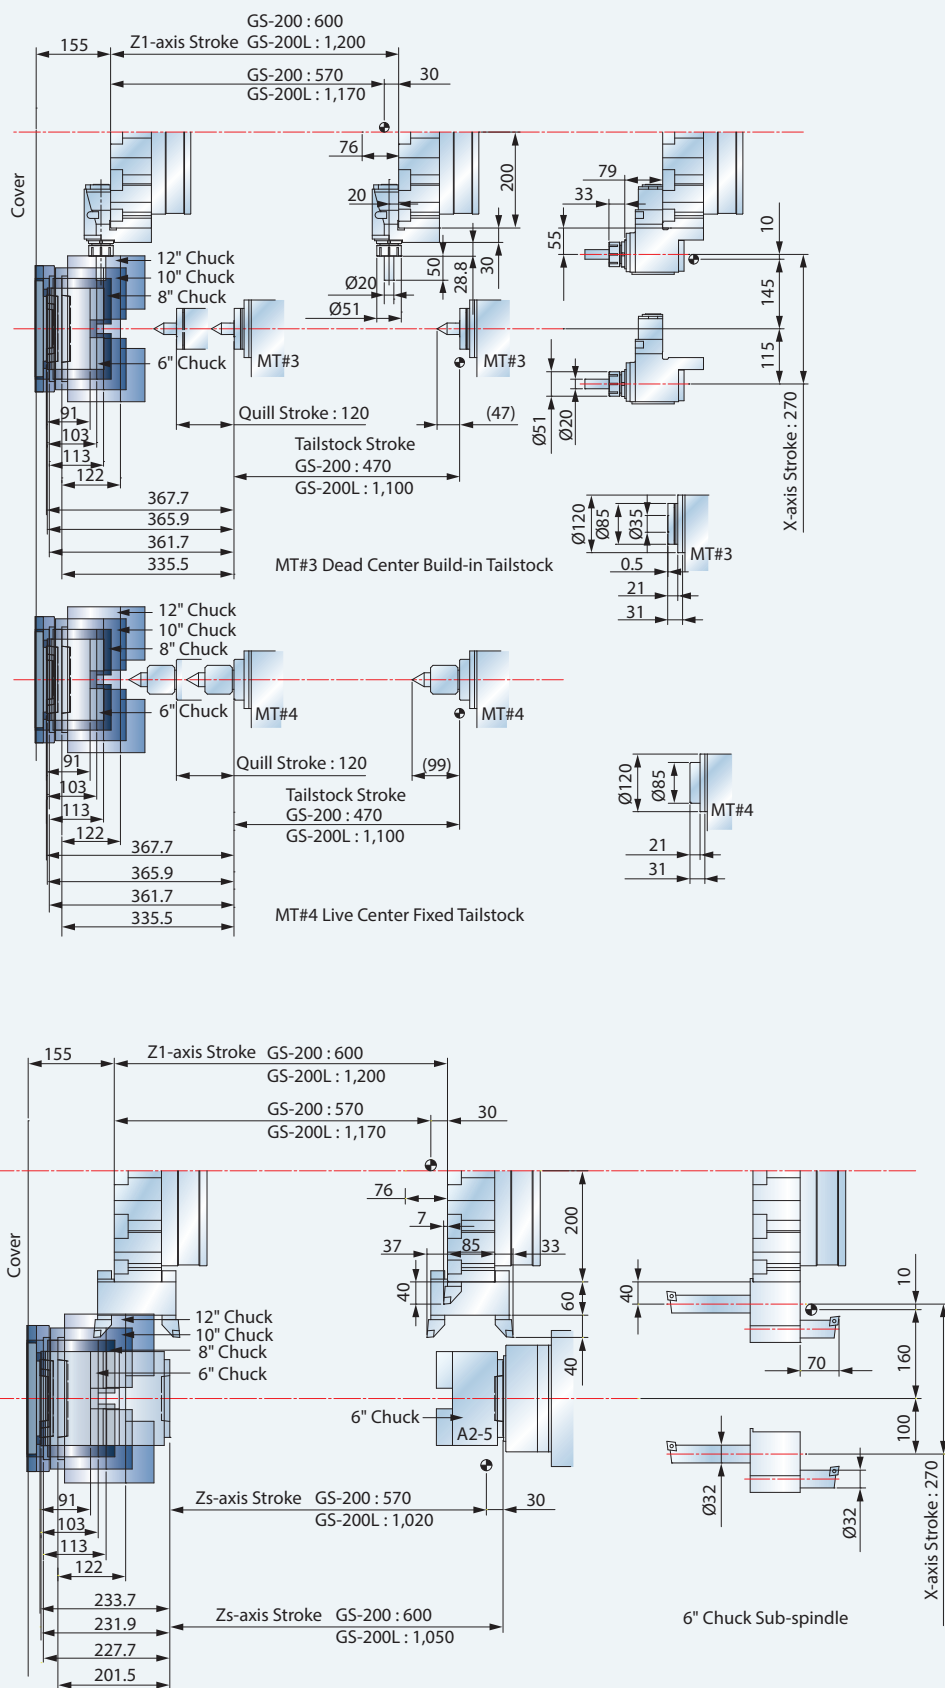 GS-200 : 600
155
Z1-axis Stroke GS-200L : 1,200
GS-200 : 570
30
GS-200L : 1,170
76
200
79
Cover
20
33
10
55
12" Chuck
10" Chuck
8" Chuck
50
28.8
30
Ø20
Ø51
145
6" Chuck
MT#3
MT#3
115
91
Quill Stroke : 120
(47)
Ø51
Ø20
103
Tailstock Stroke
113
GS-200 : 470
122
GS-200L : 1,100
X-axis Stroke : 270
367.7
365.9
361.7
335.5
MT#3 Dead Center Build-in Tailstock
Ø120
Ø85
Ø35
MT#3
0.5
21
31
12" Chuck
10" Chuck
8" Chuck
6" Chuck
MT#4
MT#4
91
Quill Stroke : 120
(99)
103
Tailstock Stroke
113
GS-200 : 470
122
GS-200L : 1,100
367.7
365.9
361.7
335.5
MT#4 Live Center Fixed Tailstock
Ø120
Ø85
MT#4
21
31
155
Z1-axis Stroke GS-200 : 600
GS-200L : 1,200
GS-200 : 570
30
GS-200L : 1,170
76
200
7
37
85
33
Cover
40
60
40
10
12" Chuck
10" Chuck
8" Chuck
6" Chuck
40
70
160
6" Chuck
A2-5
100
91
Zs-axis Stroke GS-200 : 570
30
103
GS-200L : 1,020
113
122
Ø32
Ø32
X-axis Stroke : 270
233.7
Zs-axis Stroke GS-200 : 600
231.9
GS-200L : 1,050
227.7
201.5
6" Chuck Sub-spindle